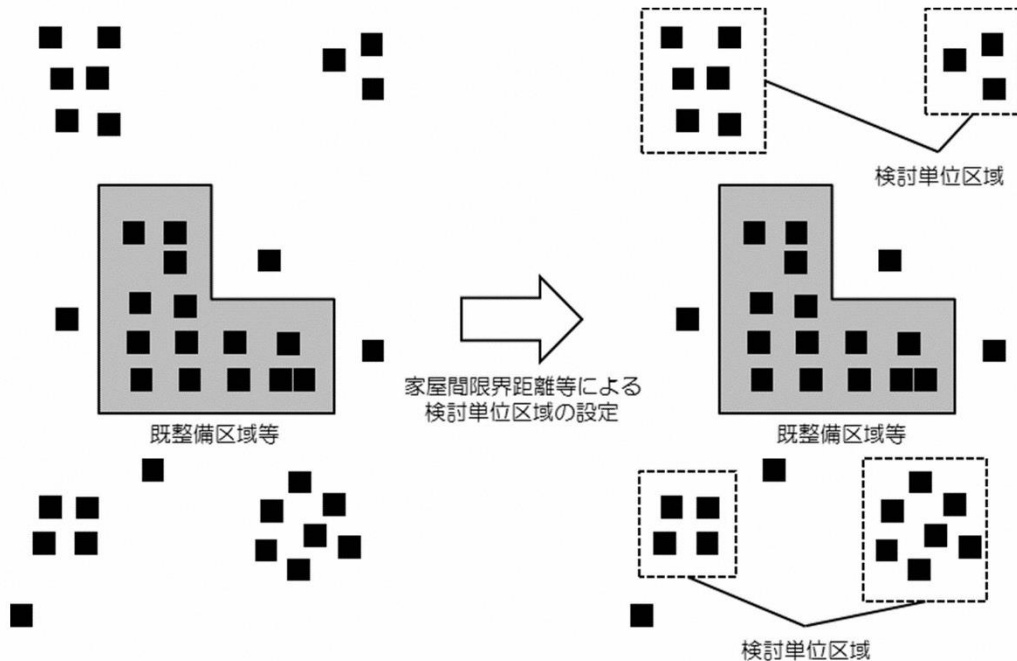 検討単位区域
家屋間限界距離等による
検討単位区域の設定
既整備区域等
既整備区域等
検討単位区域